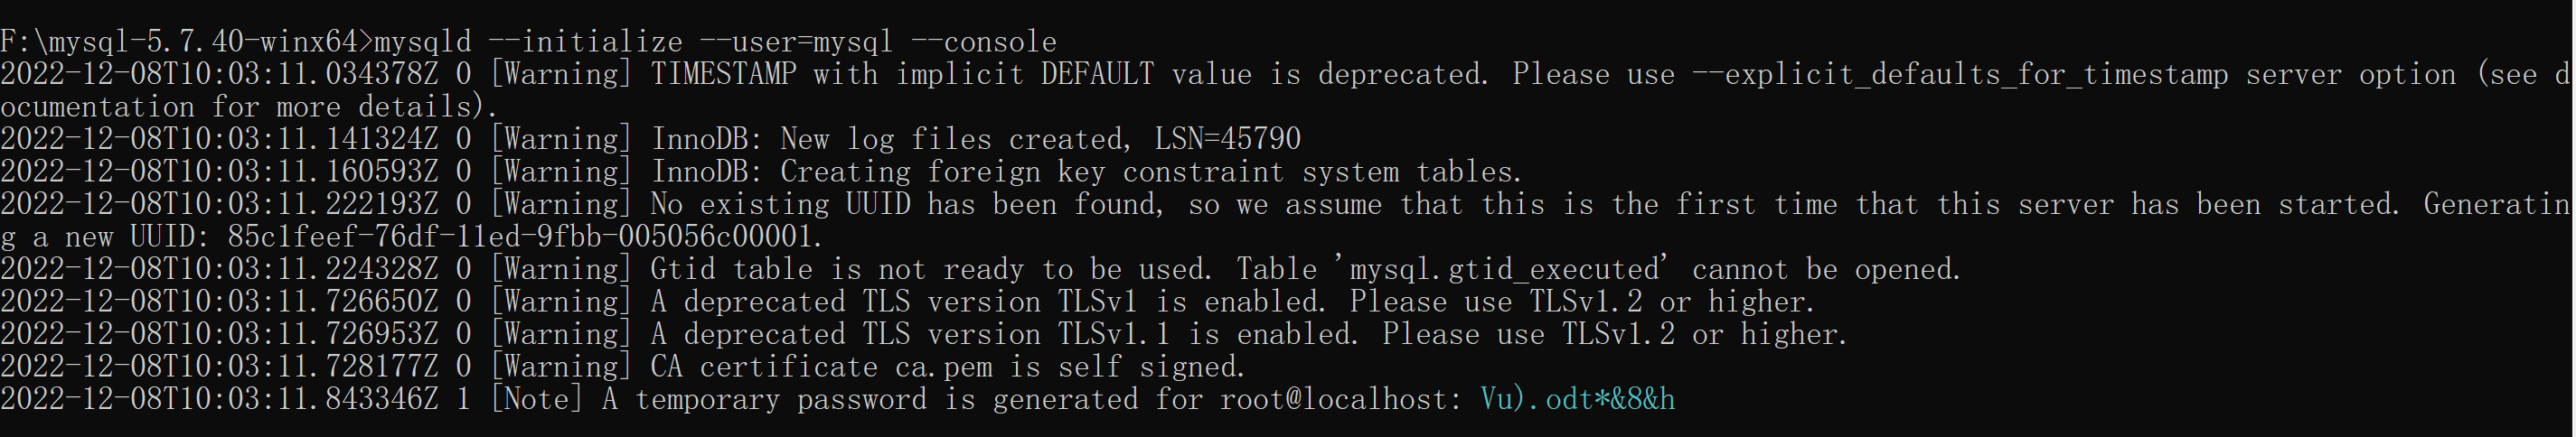 F:\mysql-5.7.40-winx64>mysqld --initialize --user=mysql --console
2022-12-08T10:03:11.034378Z 0 [Warning] TIMESTAMP with implicit DEFAULT value is deprecated. Please use --explicit_defaults_for_timestamp server option (see d
ocumentation for more details).
2022-12-08T10:03:11.141324Z 0 [Warning] InnoDB: New log files created, LSN=45790
2022-12-08T10:03:11.160593Z 0 [Warning] InnoDB: Creating foreign key constraint system tables.
2022-12-08T10:03:11.222193Z 0 [Warning] No existing UUID has been found, so we assume that this is the first time that this server has been started. Generatin
g a new UUID: 85c1feef-76df-11ed-9fbb-005056c00001.
2022-12-08T10:03:11.224328Z 0 [Warning] Gtid table is not ready to be used. Table 'mysql.gtid_executed' cannot be opened.
2022-12-08T10:03:11.726650Z 0 [Warning] A deprecated TLS version TLSv1 is enabled. Please use TLSv1.2 or higher.
2022-12-08T10:03:11.726953Z 0 [Warning] A deprecated TLS version TLSv1.1 is enabled. Please use TLSv1.2 or higher.
2022-12-08T10:03:11.728177Z 0 [Warning] CA certificate ca.pem is self signed.
2022-12-08T10:03:11.843346Z 1 [Note] A temporary password is generated for root@localhost: Vu).odt*&8&h